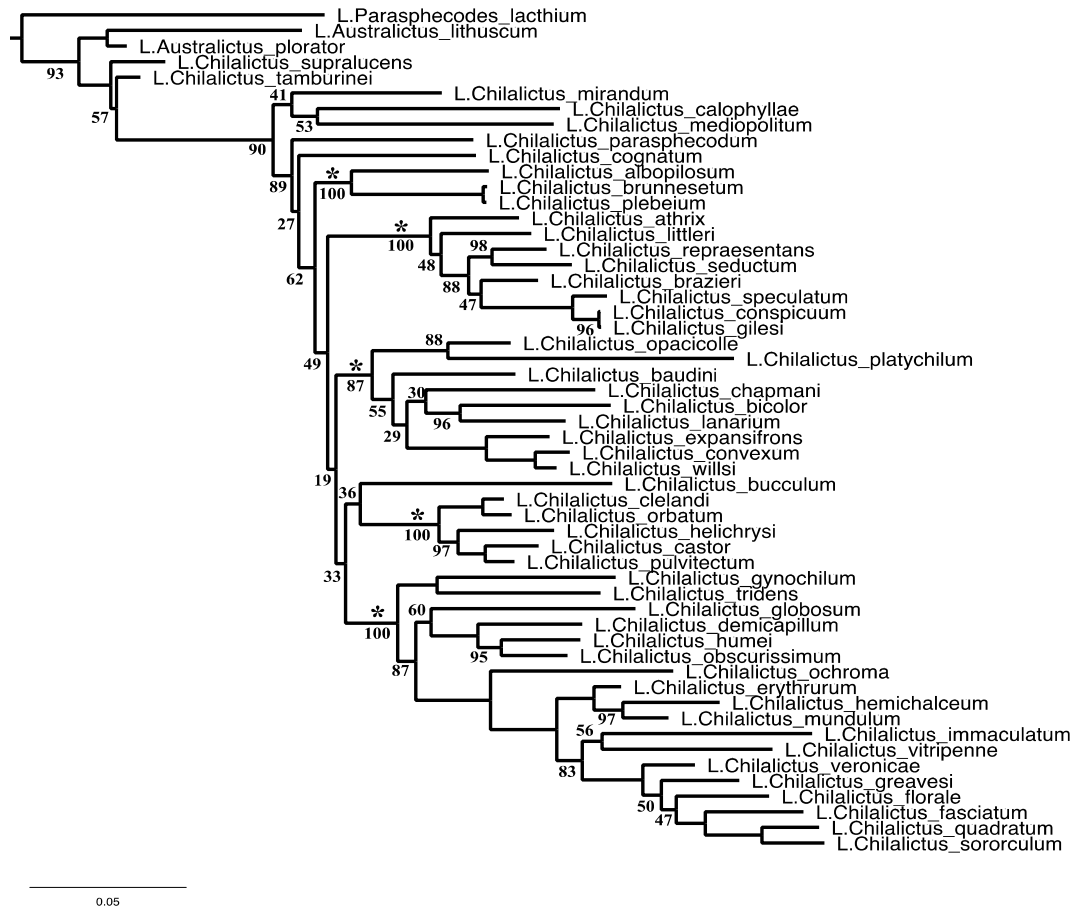 L.Parasphecodes_lacthium
L.Australictus_lithuscum
L.Australictus_plorator
L.Chilalictus_supralucens
93
L.Chilalictus_tamburinei
41
L.Chilalictus_mirandum
57
L.Chilalictus_calophyllae
53
L.Chilalictus_mediopolitum
90
L.Chilalictus_parasphecodum
L.Chilalictus_cognatum
*
L.Chilalictus_albopilosum
89
100
L.Chilalictus_brunnesetum
L.Chilalictus_plebeium
27
*
L.Chilalictus_athrix
100
L.Chilalictus_littleri
98
L.Chilalictus_repraesentans
48
L.Chilalictus_seductum
62
88
L.Chilalictus_brazieri
47
L.Chilalictus_speculatum
L.Chilalictus_conspicuum
96
L.Chilalictus_gilesi
88
L.Chilalictus_opacicolle
49
*
L.Chilalictus_platychilum
87
L.Chilalictus_baudini
30
L.Chilalictus_chapmani
55
L.Chilalictus_bicolor
96
L.Chilalictus_lanarium
29
L.Chilalictus_expansifrons
L.Chilalictus_convexum
L.Chilalictus_willsi
19
36
L.Chilalictus_bucculum
L.Chilalictus_clelandi
*
L.Chilalictus_orbatum
100
L.Chilalictus_helichrysi
97
L.Chilalictus_castor
L.Chilalictus_pulvitectum
33
L.Chilalictus_gynochilum
L.Chilalictus_tridens
*
60
L.Chilalictus_globosum
100
L.Chilalictus_demicapillum
L.Chilalictus_humei
95
L.Chilalictus_obscurissimum
87
L.Chilalictus_ochroma
L.Chilalictus_erythrurum
L.Chilalictus_hemichalceum
97
L.Chilalictus_mundulum
56
L.Chilalictus_immaculatum
L.Chilalictus_vitripenne
83
L.Chilalictus_veronicae
L.Chilalictus_greavesi
50
L.Chilalictus_florale
47
L.Chilalictus_fasciatum
L.Chilalictus_quadratum
L.Chilalictus_sororculum
0.05